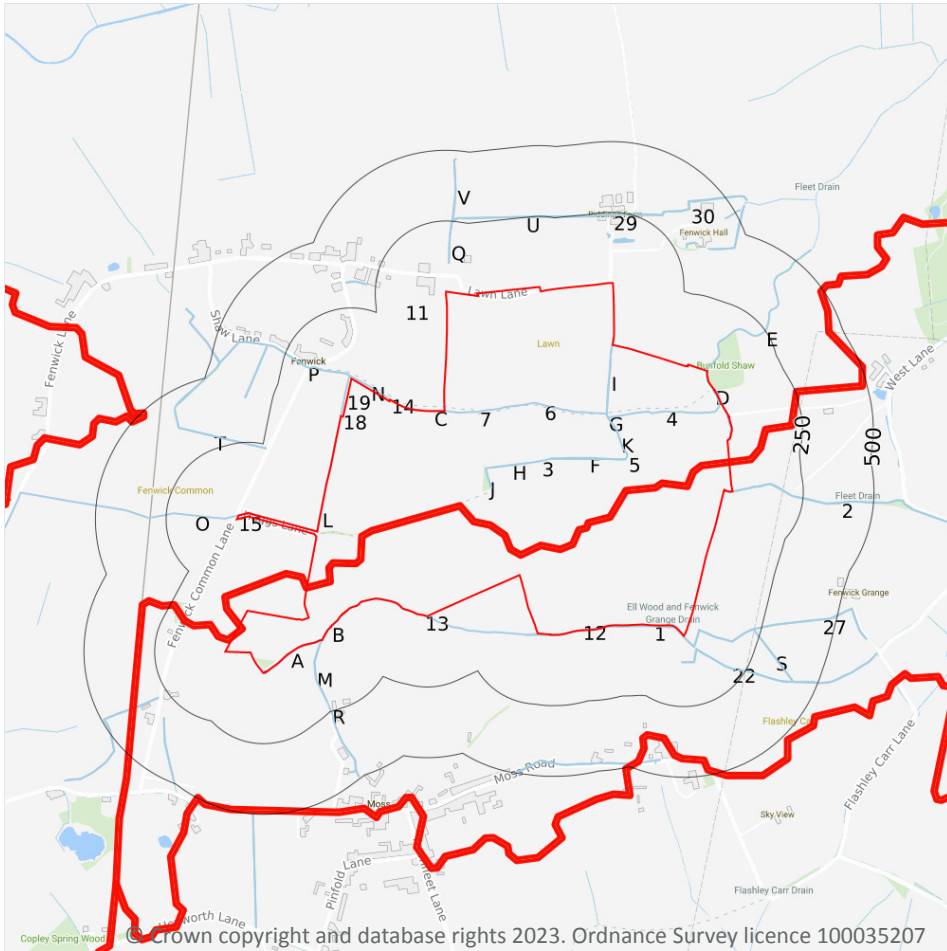 Fleet Drain
V
30
29
U
Fenwick Hall
Q
Lawn Lane
11
Shaw Lane
Fenwick Lane
Lawn
E
Fenwick
P
Bunfold Shaw
West Lane
I
N
19
14
D
18
C
7
6
4
G
250
500
T
K
H
3
F
5
J
Fenwick Common
O
15
L
Fleet Drain
2
Fenwick Common Lane
Fenwick Grange
Ell Wood and Fenwick
Grange Drain
27
B
13
12
1
A
M
S
22
R
Flashley Carr Lane
Moss Road
Moss
Sky View
Pinfold Lane
Fleet Lane
Flashley Carr Drain
Copley Spring Wood
© Crown copyright and database rights 2023. Ordnance Survey licence 100035207